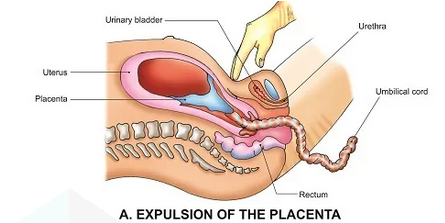 Urinary bladder
Urethra
Uterus
Placenta
Umbilical cord
Rectum
A. EXPULSION OF THE PLACENTA